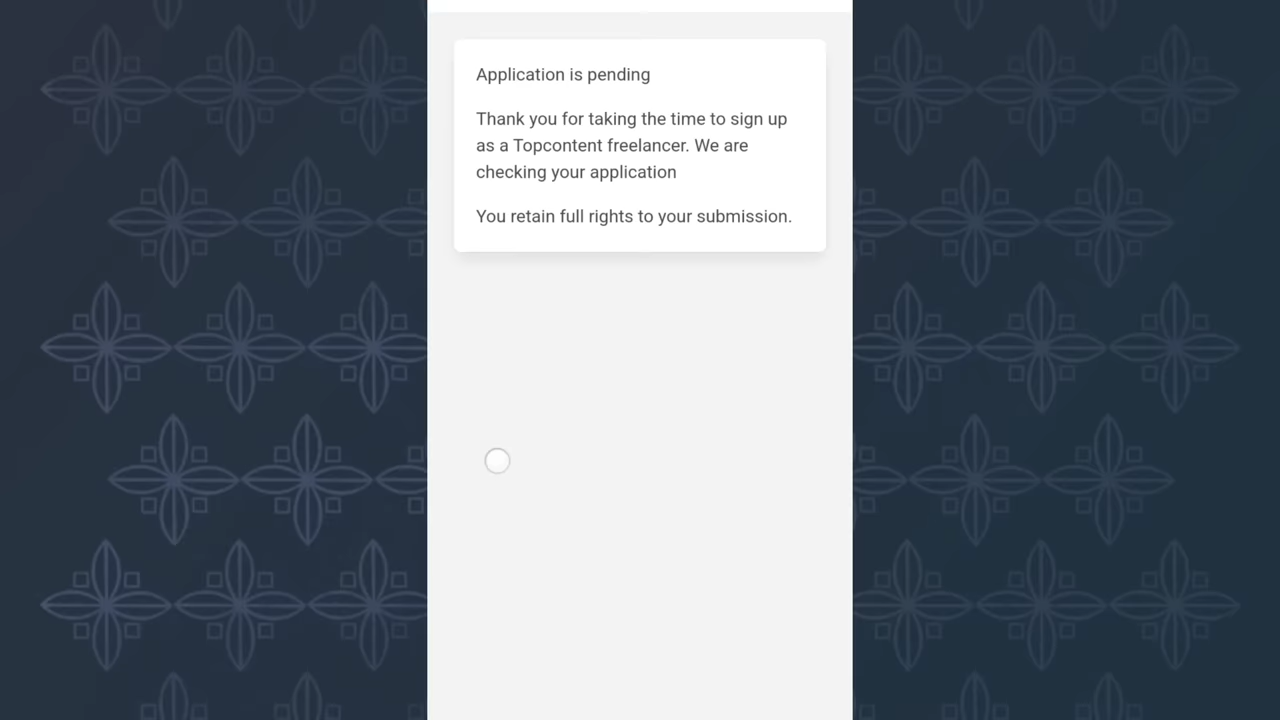 Application is pending
Thank you for taking the time to sign up
as a Topcontent freelancer. We are
checking your application
You retain full rights to your submission.